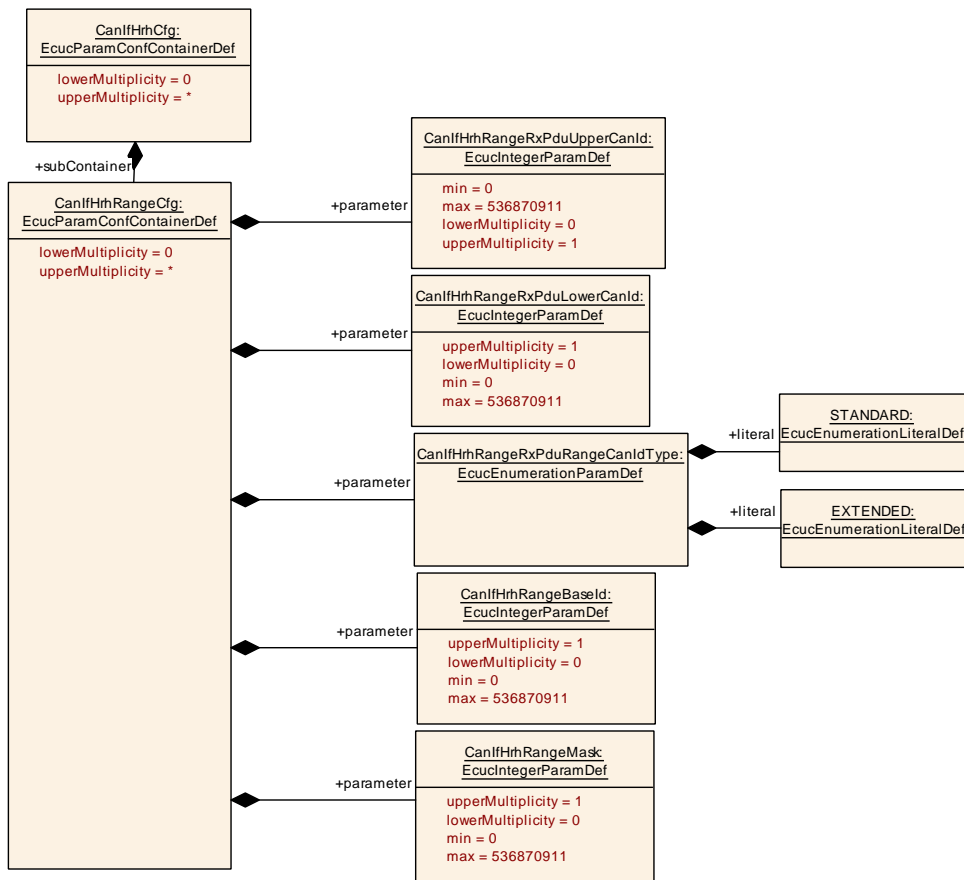 CanIfHrhCfg:
EcucParamConfContainerDef
lowerMultiplicity = 0
upperMultiplicity = *
+subContainer
CanIfHrhRangeCfg:
EcucParamConfContainerDef
lowerMultiplicity = 0
upperMultiplicity = *
+parameter
CanIfHrhRangeRxPduUpperCanId:
EcucIntegerParamDef
min = 0
max = 536870911
lowerMultiplicity = 0
upperMultiplicity = 1
+parameter
CanIfHrhRangeRxPduLowerCanId:
EcucIntegerParamDef
upperMultiplicity = 1
lowerMultiplicity = 0
min = 0
max = 536870911
+parameter
CanIfHrhRangeRxPduRangeCanIdType:
EcucEnumerationParamDef
+literal
STANDARD:
EcucEnumerationLiteralDef
+literal
EXTENDED:
EcucEnumerationLiteralDef
+parameter
CanIfHrhRangeBaseId:
EcucIntegerParamDef
upperMultiplicity = 1
lowerMultiplicity = 0
min = 0
max = 536870911
+parameter
CanIfHrhRangeMask:
EcucIntegerParamDef
upperMultiplicity = 1
lowerMultiplicity = 0
min = 0
max = 536870911